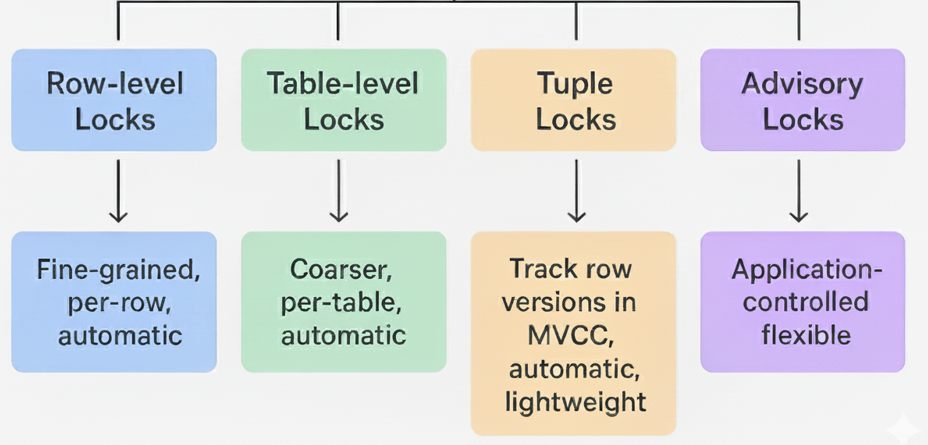 Row-level
Locks
Table-level
Locks
Tuple
Locks
Advisory
Locks
Fine-grained,
per-row,
automatic
Coarser,
per-table,
automatic
Track row
versions in
MVCC,
automatic,
lightweight
Application-
controlled
flexible